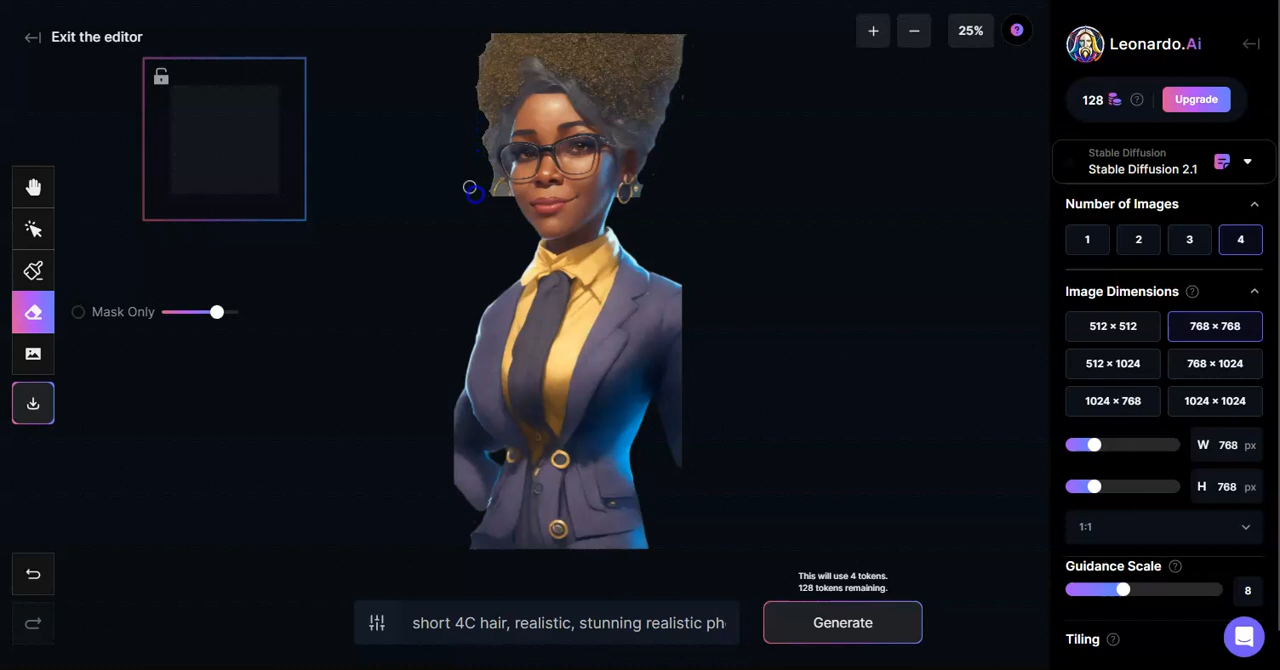 Exit the editor
25%
Leonardo.Ai
128
Upgrade
Stable Diffusion
Stable Diffusion 2.1
Number of Images
1
2
3
4
Image Dimensions
512 × 512
768 × 768
512 × 1024
768 × 1024
1024 × 768
1024 × 1024
W 768 px
H 768 px
1:1
Guidance Scale
8
Tiling
Mask Only
This will use 4 tokens.
128 tokens remaining.
short 4C hair, realistic, stunning realistic ph
Generate